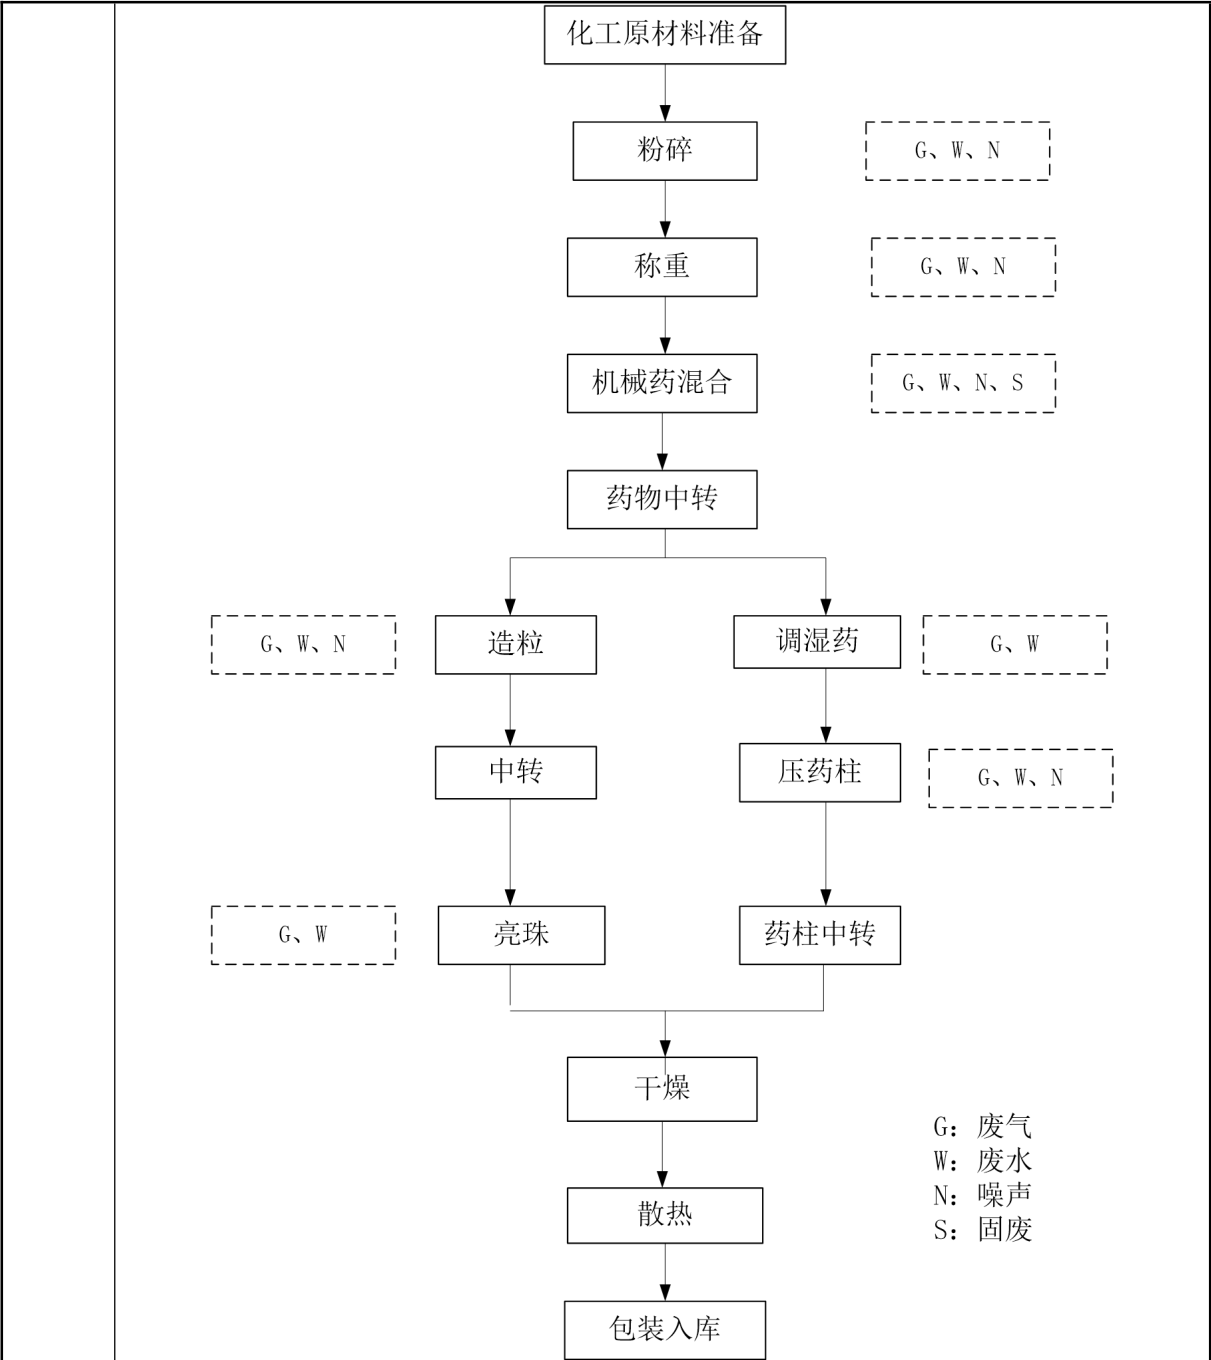 化工原材料准备
粉碎
G、W、N
称重
G、W、N
机械药混合
G、W、N、S
药物中转
G、W、N
造粒
调湿药
G、W
中转
压药柱
G、W、N
G、W
亮珠
药柱中转
干燥
G：废气
W：废水
N：噪声
S：固废
散热
包装入库